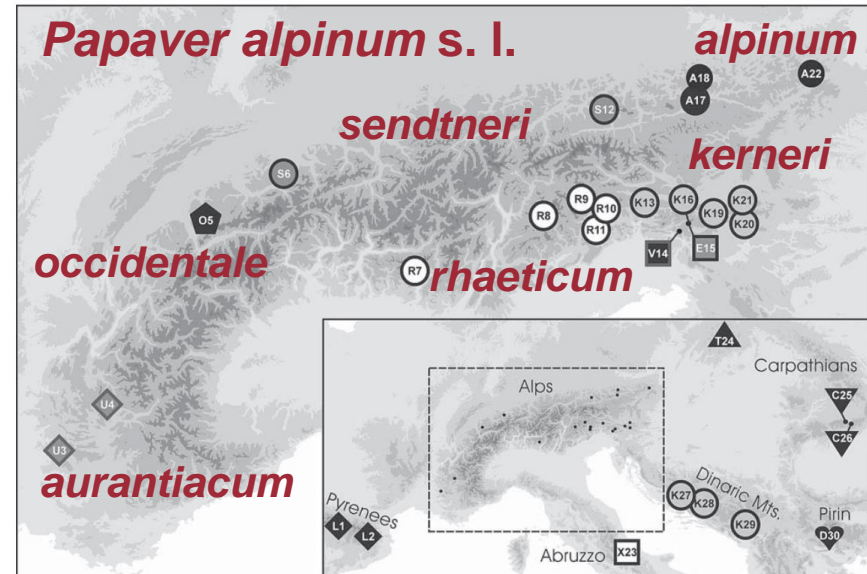 Papaver alpinum s. l.
alpinum
A18
A22
A17
S12
sendtneri
kerneri
S6
R9
K13
K16
K21
R8
R10
K19
O5
R11
K20
V14
E15
occidentale
R7
rhaeticum
T24
Carpathians
Alps
C25
U4
C26
U3
aurantiacum
Dinaric Mts.
K27
K28
Pyrenees
K29
Pirin
L1
L2
D30
Abruzzo
X23